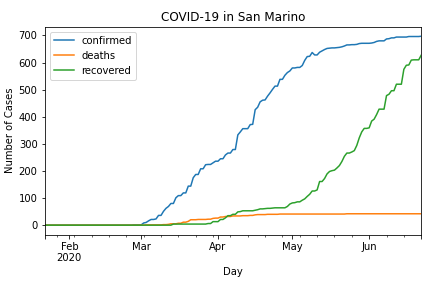 COVID-19 in San Marino
confirmed
deaths
recovered
700
600
500
400
300
200
100
0
Number of Cases
Feb
2020
Mar
Apr
May
Jun
Day